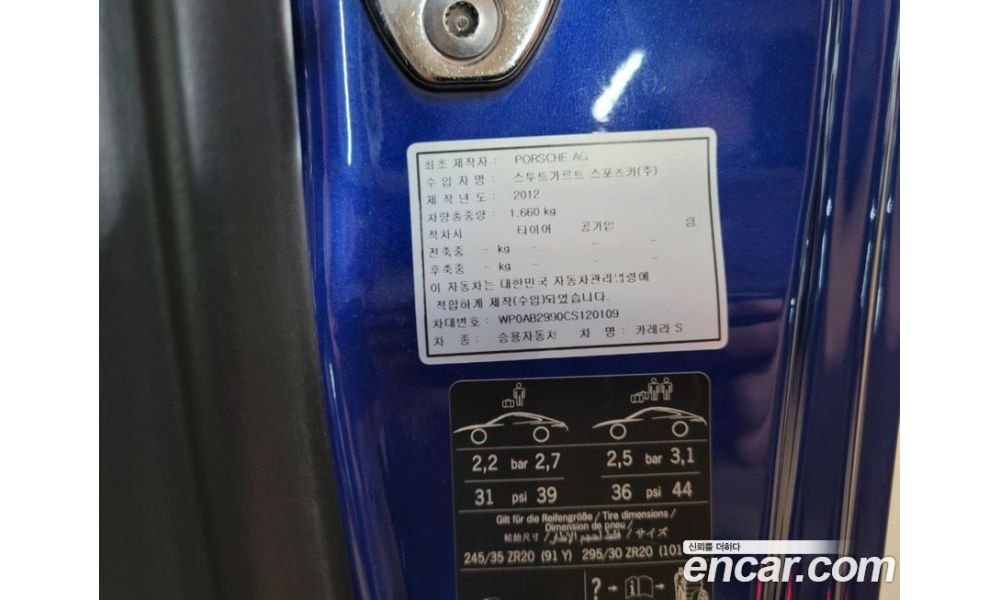 최초 제작자 : PORSCHE AG
수 입 자 명 : 스투트가르트 스포츠카(주)
제 작 년 도 : 2012
차량총중량 : 1,660 kg
적차시 타이어 공기압 령
전축중 - kg - - -
후축중 - kg - - -
이 자동차는 대한민국 자동차관리법령에
적합하게 제작(수입)되었습니다.
차대번호 : WP0AB2990CS120109
차 종 : 승용자동차 차 명 : 카레라 S
2,2 bar 2,7 2,5 bar 3,1
31 psi 39 36 psi 44
Gilt für die Reifengröße / Tire dimensions /
Dimension de pneu /
轮胎尺寸 / サイズ
245/35 ZR20 (91 Y) 295/30 ZR20 (101
? → i →
신뢰를 더하다
encar.com